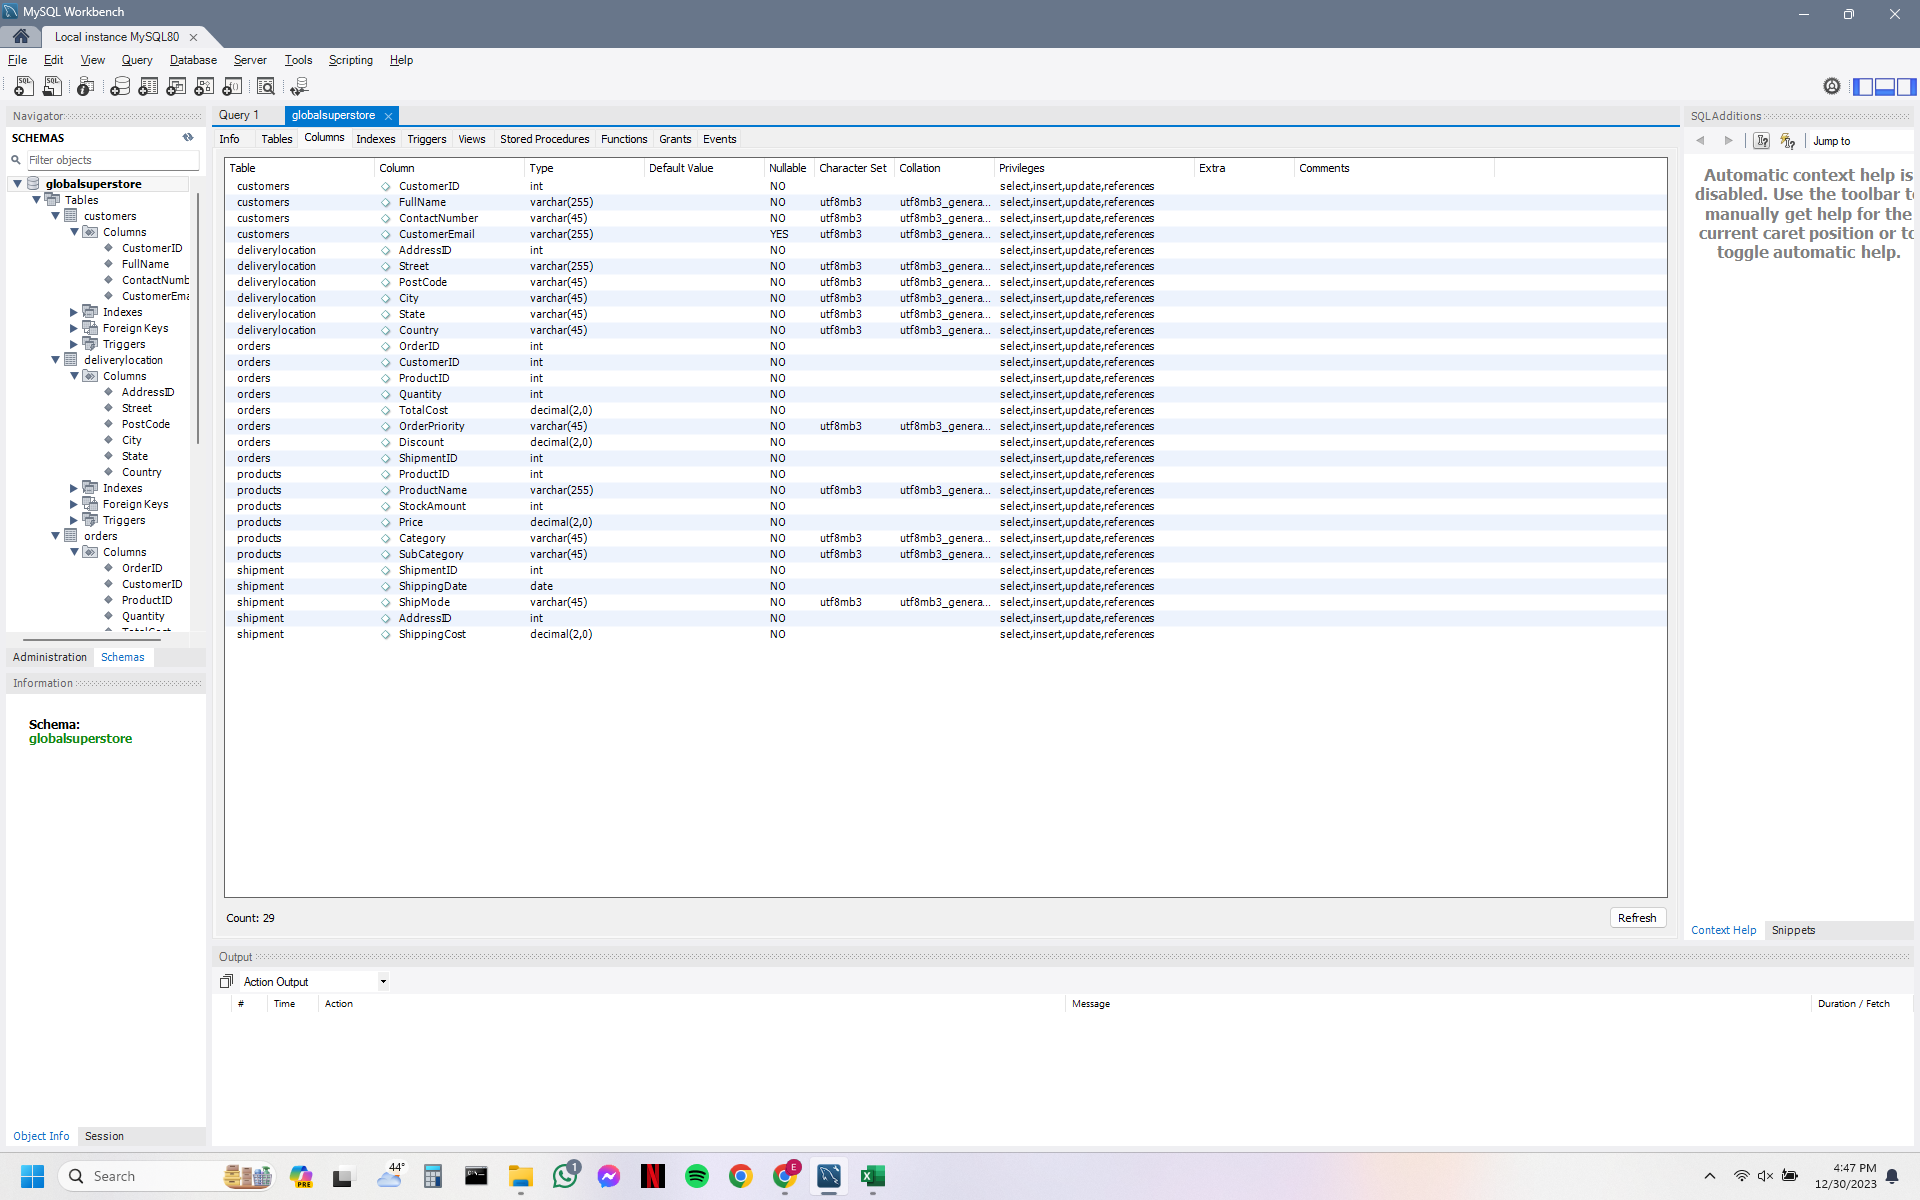 MySQL Workbench
Local instance MySQL80
File Edit View Query Database Server Tools Scripting Help
Navigator
SCHEMAS
Filter objects
globalsuperstore
Tables
customers
Columns
CustomerID
FullName
ContactNumb
CustomerEma
Indexes
Foreign Keys
Triggers
deliverylocation
Columns
AddressID
Street
PostCode
City
State
Country
Indexes
Foreign Keys
Triggers
orders
Columns
OrderID
CustomerID
ProductID
Quantity
Administration Schemas
Information
Schema:
globalsuperstore
Object Info Session
Query 1 globalsuperstore
Info Tables Columns Indexes Triggers Views Stored Procedures Functions Grants Events
Table Column Type Default Value Nullable Character Set Collation Privileges Extra Comments
customers CustomerID int NO select,insert,update,references
customers FullName varchar(255) NO utf8mb3 utf8mb3_genera... select,insert,update,references
customers ContactNumber varchar(45) NO utf8mb3 utf8mb3_genera... select,insert,update,references
customers CustomerEmail varchar(255) YES utf8mb3 utf8mb3_genera... select,insert,update,references
deliverylocation AddressID int NO select,insert,update,references
deliverylocation Street varchar(255) NO utf8mb3 utf8mb3_genera... select,insert,update,references
deliverylocation PostCode varchar(45) NO utf8mb3 utf8mb3_genera... select,insert,update,references
deliverylocation City varchar(45) NO utf8mb3 utf8mb3_genera... select,insert,update,references
deliverylocation State varchar(45) NO utf8mb3 utf8mb3_genera... select,insert,update,references
deliverylocation Country varchar(45) NO utf8mb3 utf8mb3_genera... select,insert,update,references
orders OrderID int NO select,insert,update,references
orders CustomerID int NO select,insert,update,references
orders ProductID int NO select,insert,update,references
orders Quantity int NO select,insert,update,references
orders TotalCost decimal(2,0) NO select,insert,update,references
orders OrderPriority varchar(45) NO utf8mb3 utf8mb3_genera... select,insert,update,references
orders Discount decimal(2,0) NO select,insert,update,references
orders ShipmentID int NO select,insert,update,references
products ProductID int NO select,insert,update,references
products ProductName varchar(255) NO utf8mb3 utf8mb3_genera... select,insert,update,references
products StockAmount int NO select,insert,update,references
products Price decimal(2,0) NO select,insert,update,references
products Category varchar(45) NO utf8mb3 utf8mb3_genera... select,insert,update,references
products SubCategory varchar(45) NO utf8mb3 utf8mb3_genera... select,insert,update,references
shipment ShipmentID int NO select,insert,update,references
shipment ShippingDate date NO select,insert,update,references
shipment ShipMode varchar(45) NO utf8mb3 utf8mb3_genera... select,insert,update,references
shipment AddressID int NO select,insert,update,references
shipment ShippingCost decimal(2,0) NO select,insert,update,references
Count: 29
Refresh
Output
Action Output
# Time Action Message Duration / Fetch
SQLAdditions
Jump to
Automatic context help is
disabled. Use the toolbar to
manually get help for the
current caret position or to
toggle automatic help.
Context Help Snippets
Search
PRE
44°
1
E
4:47 PM
12/30/2023